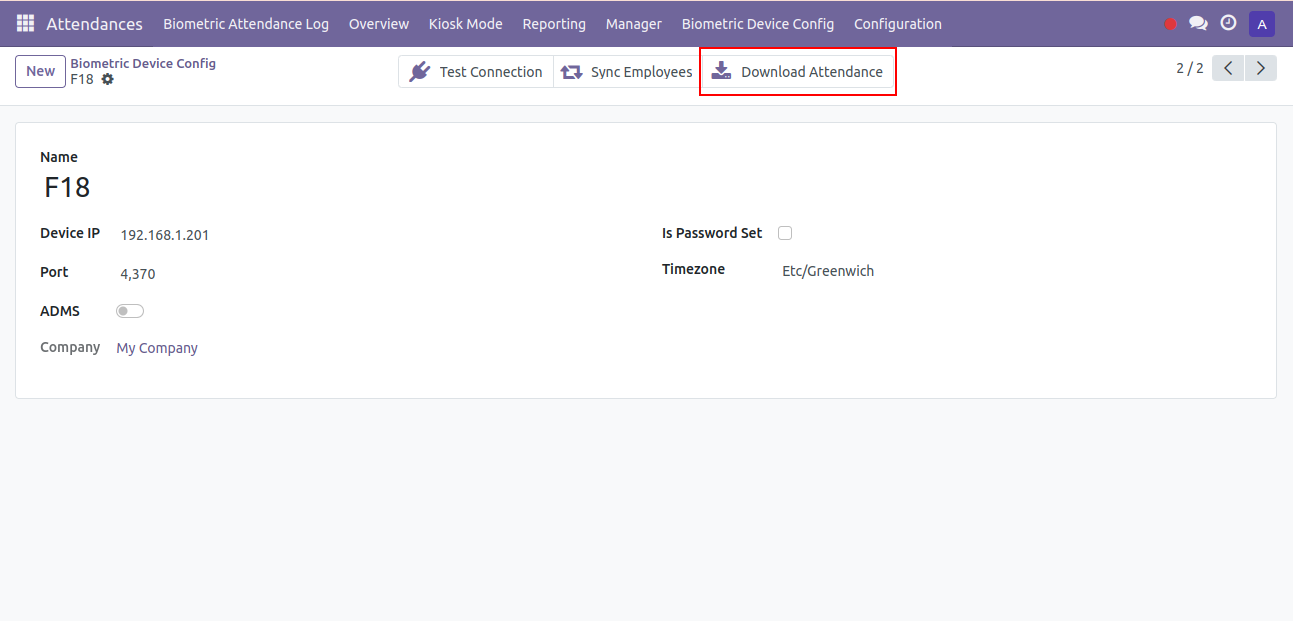 Attendances Biometric Attendance Log Overview Kiosk Mode Reporting Manager Biometric Device Config Configuration A
New Biometric Device Config
F18
Test Connection Sync Employees Download Attendance
2 / 2
Name
F18
Device IP 192.168.1.201
Is Password Set
Port 4,370
Timezone Etc/Greenwich
ADMS
Company My Company